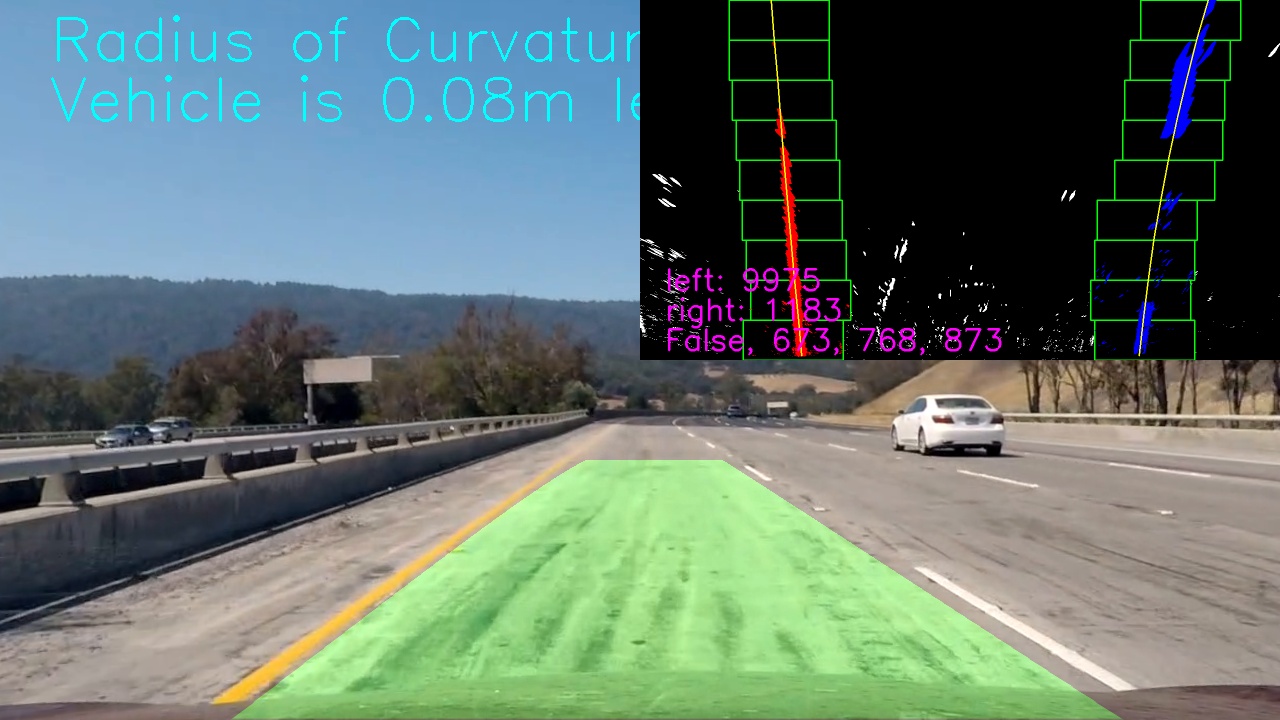 Radius of Curvatur
Vehicle is 0.08m le
left: 9975
right: 1183
False, 673, 768, 873